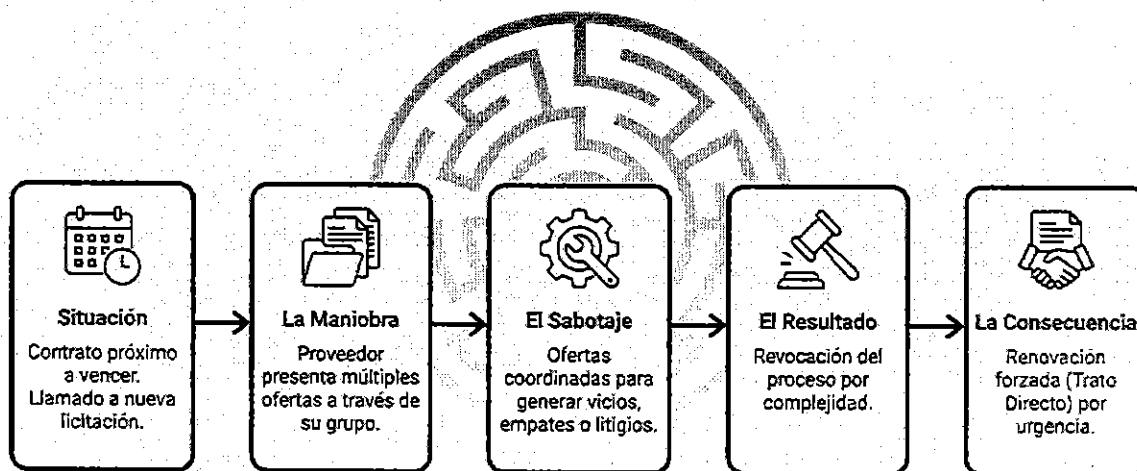 Situación
Contrato próximo
a vencer.
Llamado a nueva
licitación.
La Maniobra
Proveedor
presenta múltiples
ofertas a través de
su grupo.
El Sabotaje
Ofertas
coordinadas para
generar vicios,
empates o litigios.
El Resultado
Revocación del
proceso por
complejidad.
La Consecuencia
Renovación
forzada (Trato
Directo) por
urgencia.